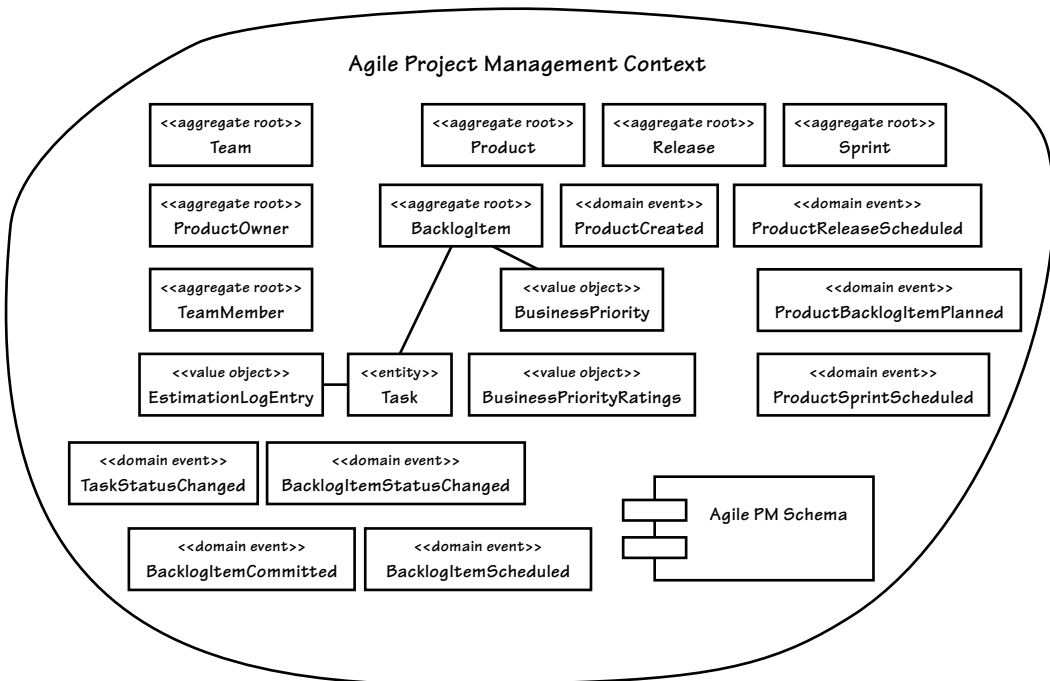 Agile Project Management Context
<<aggregate root>>
Team
<<aggregate root>>
Product
<<aggregate root>>
Release
<<aggregate root>>
Sprint
<<aggregate root>>
ProductOwner
<<aggregate root>>
BacklogItem
<<domain event>>
ProductCreated
<<domain event>>
ProductReleaseScheduled
<<aggregate root>>
TeamMember
<<value object>>
BusinessPriority
<<domain event>>
ProductBacklogItemPlanned
<<value object>>
EstimationLogEntry
<<entity>>
Task
<<value object>>
BusinessPriorityRatings
<<domain event>>
ProductSprintScheduled
<<domain event>>
TaskStatusChanged
<<domain event>>
BacklogItemStatusChanged
Agile PM Schema
<<domain event>>
BacklogItemCommitted
<<domain event>>
BacklogItemScheduled